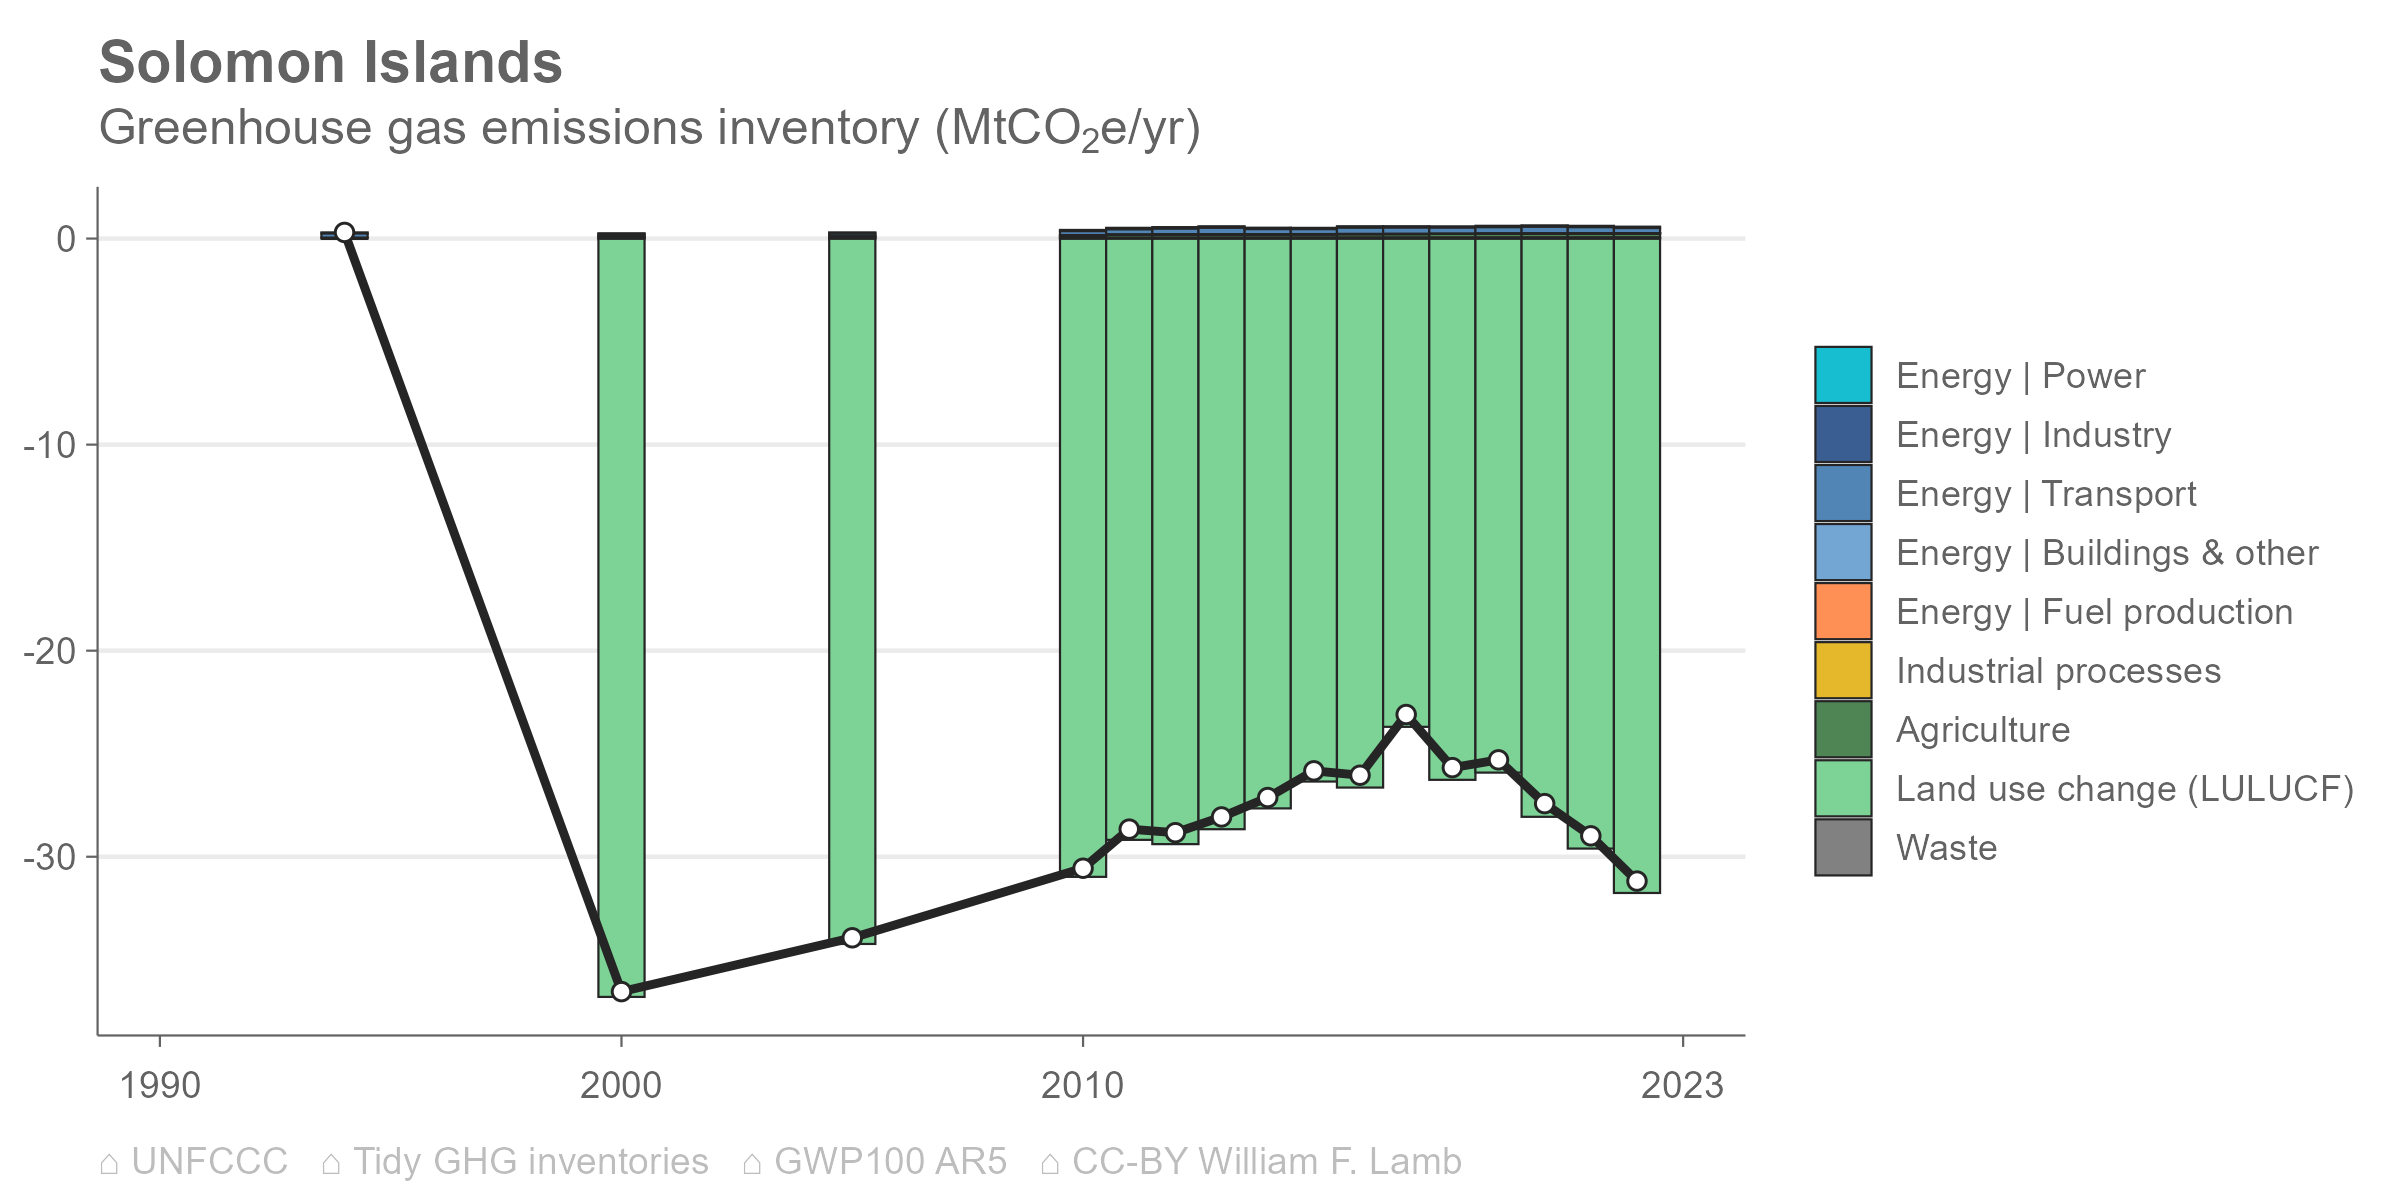 Solomon Islands
Greenhouse gas emissions inventory (MtCO₂e/yr)
0
-10
-20
-30
1990 2000 2010 2023
Energy | Power
Energy | Industry
Energy | Transport
Energy | Buildings & other
Energy | Fuel production
Industrial processes
Agriculture
Land use change (LULUCF)
Waste
⌂ UNFCCC ⌂ Tidy GHG inventories ⌂ GWP100 AR5 ⌂ CC-BY William F. Lamb